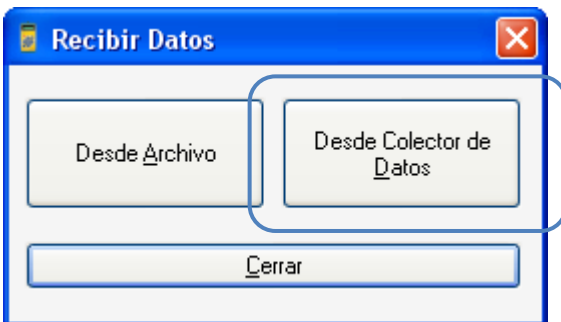 Recibir Datos
Desde Archivo
Desde Colector de
Datos
Cerrar